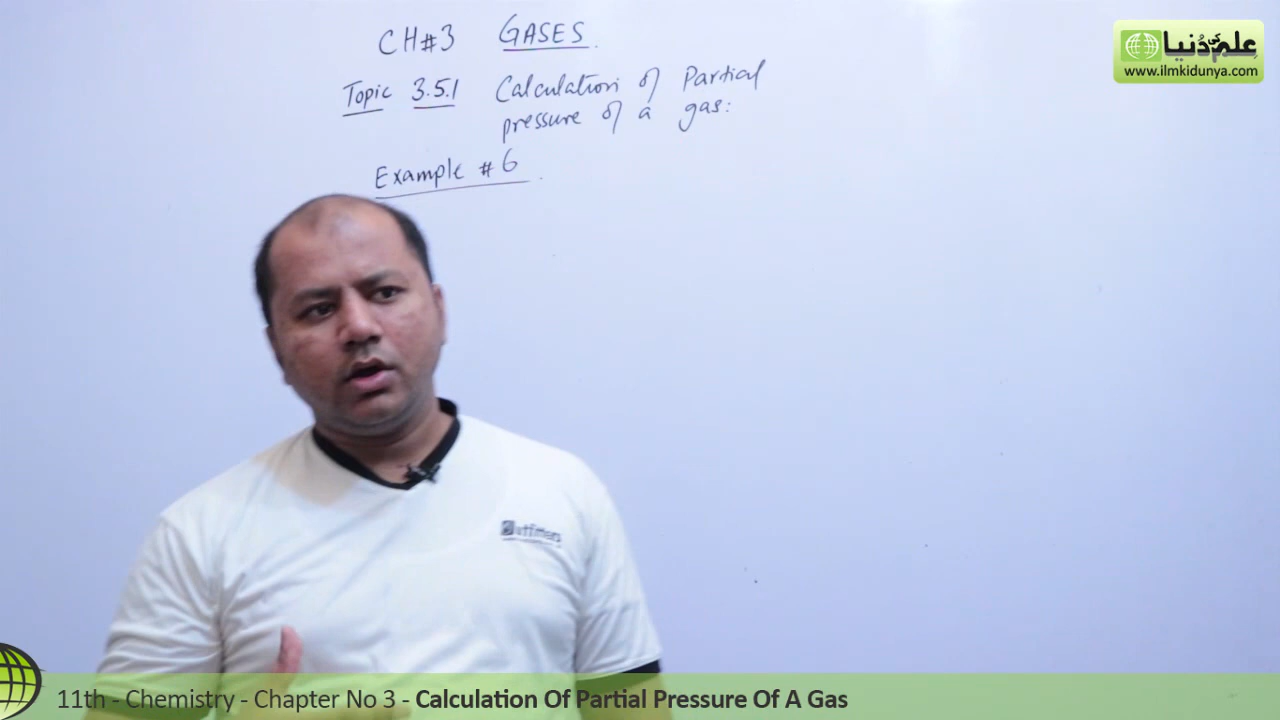 CH#3 GASES.
Topic 3.5.1 Calculation of Partial
pressure of a gas:
Example # 6.
علم کی دُنیا
www.ilmkidunya.com
11th - Chemistry - Chapter No 3 - Calculation Of Partial Pressure Of A Gas